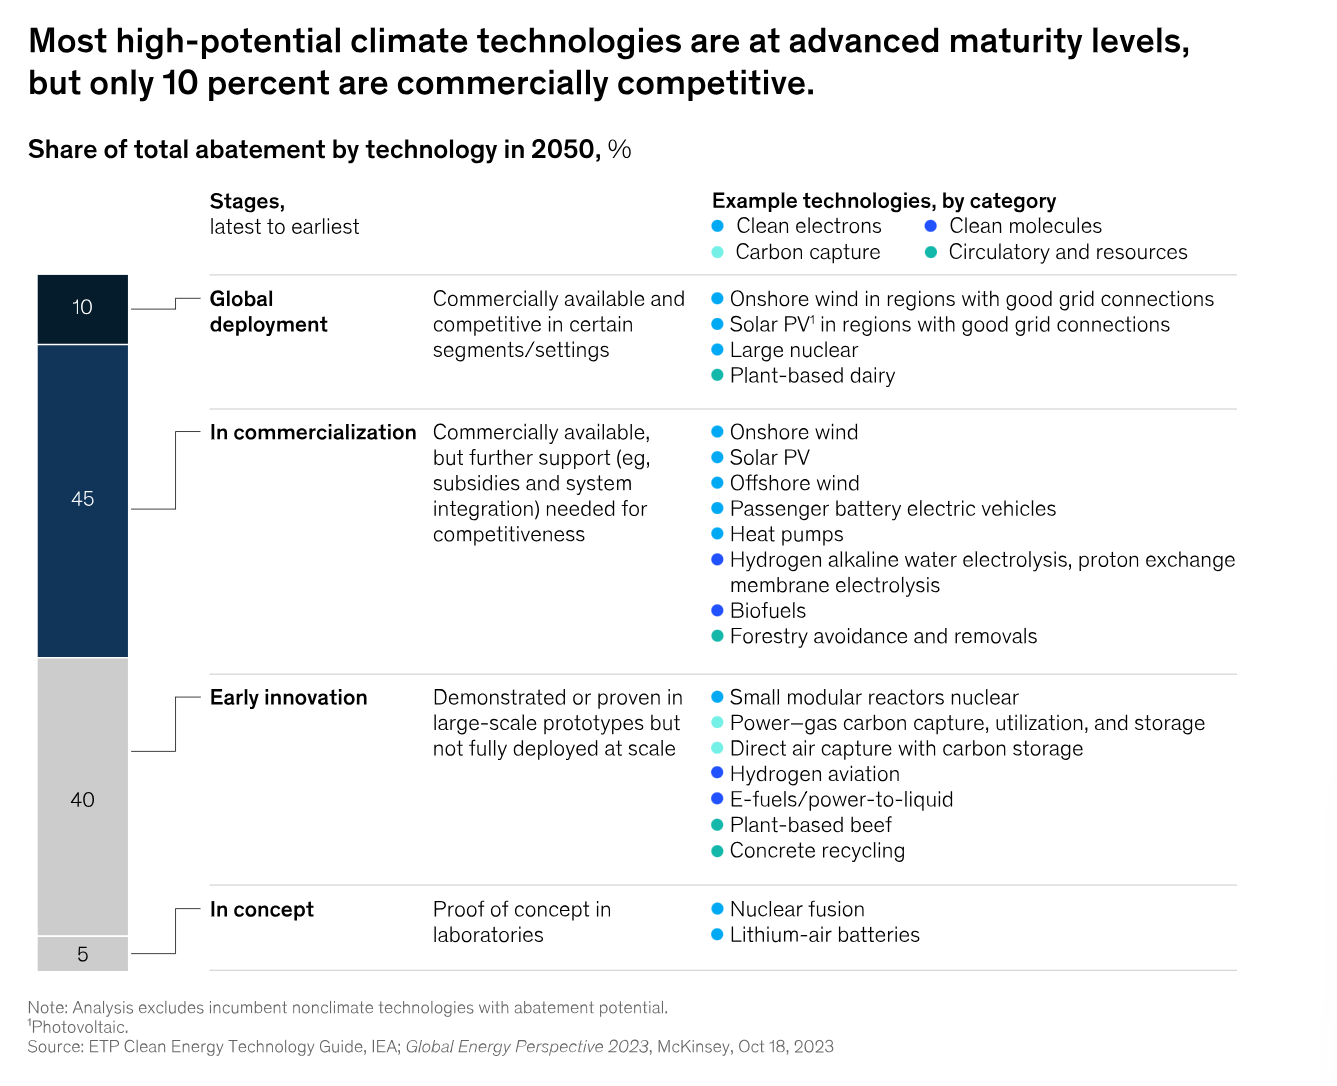 Most high-potential climate technologies are at advanced maturity levels,
but only 10 percent are commercially competitive.
Share of total abatement by technology in 2050, %
Stages,
latest to earliest
Example technologies, by category
Clean electrons
Clean molecules
Carbon capture
Circulatory and resources
10
Global
deployment
Commercially available and
competitive in certain
segments/settings
Onshore wind in regions with good grid connections
Solar PV¹ in regions with good grid connections
Large nuclear
Plant-based dairy
45
In commercialization
Commercially available,
but further support (eg,
subsidies and system
integration) needed for
competitiveness
Onshore wind
Solar PV
Offshore wind
Passenger battery electric vehicles
Heat pumps
Hydrogen alkaline water electrolysis, proton exchange
membrane electrolysis
Biofuels
Forestry avoidance and removals
40
Early innovation
Demonstrated or proven in
large-scale prototypes but
not fully deployed at scale
Small modular reactors nuclear
Power–gas carbon capture, utilization, and storage
Direct air capture with carbon storage
Hydrogen aviation
E-fuels/power-to-liquid
Plant-based beef
Concrete recycling
5
In concept
Proof of concept in
laboratories
Nuclear fusion
Lithium-air batteries
Note: Analysis excludes incumbent nonclimate technologies with abatement potential.
¹Photovoltaic.
Source: ETP Clean Energy Technology Guide, IEA; Global Energy Perspective 2023, McKinsey, Oct 18, 2023